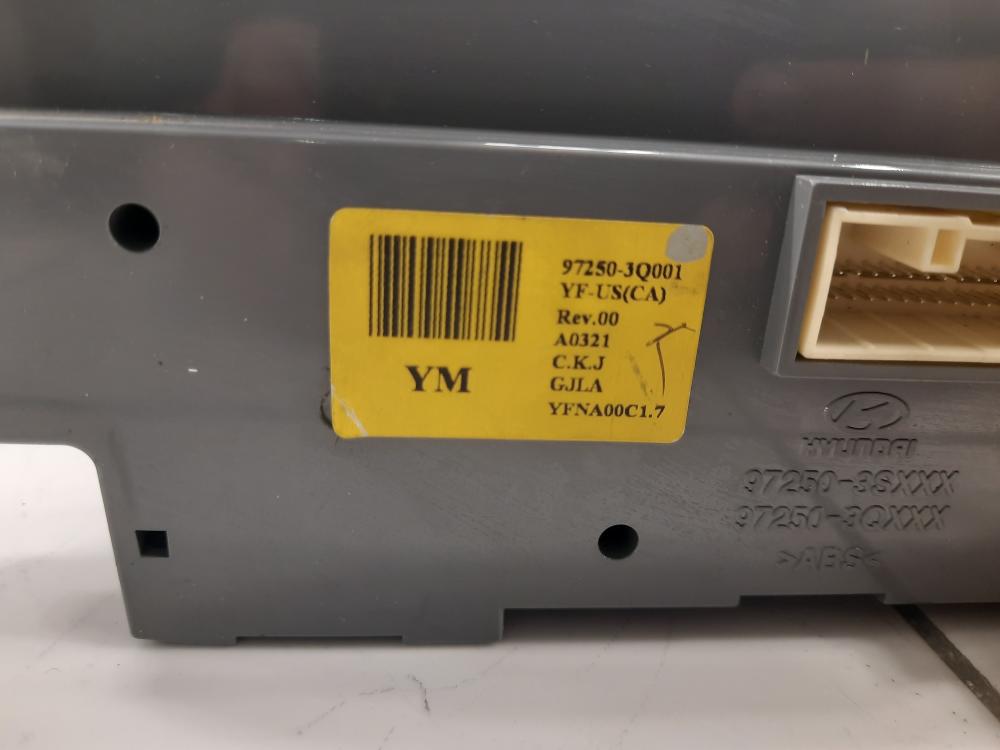 97250-3Q001
YF-US(CA)
Rev.00
A0321
C.K.J
GJLA
YFNA00C1.7
YM
HYUNDAI
97250-3SXXX
97250-3QXXX
>ABS<